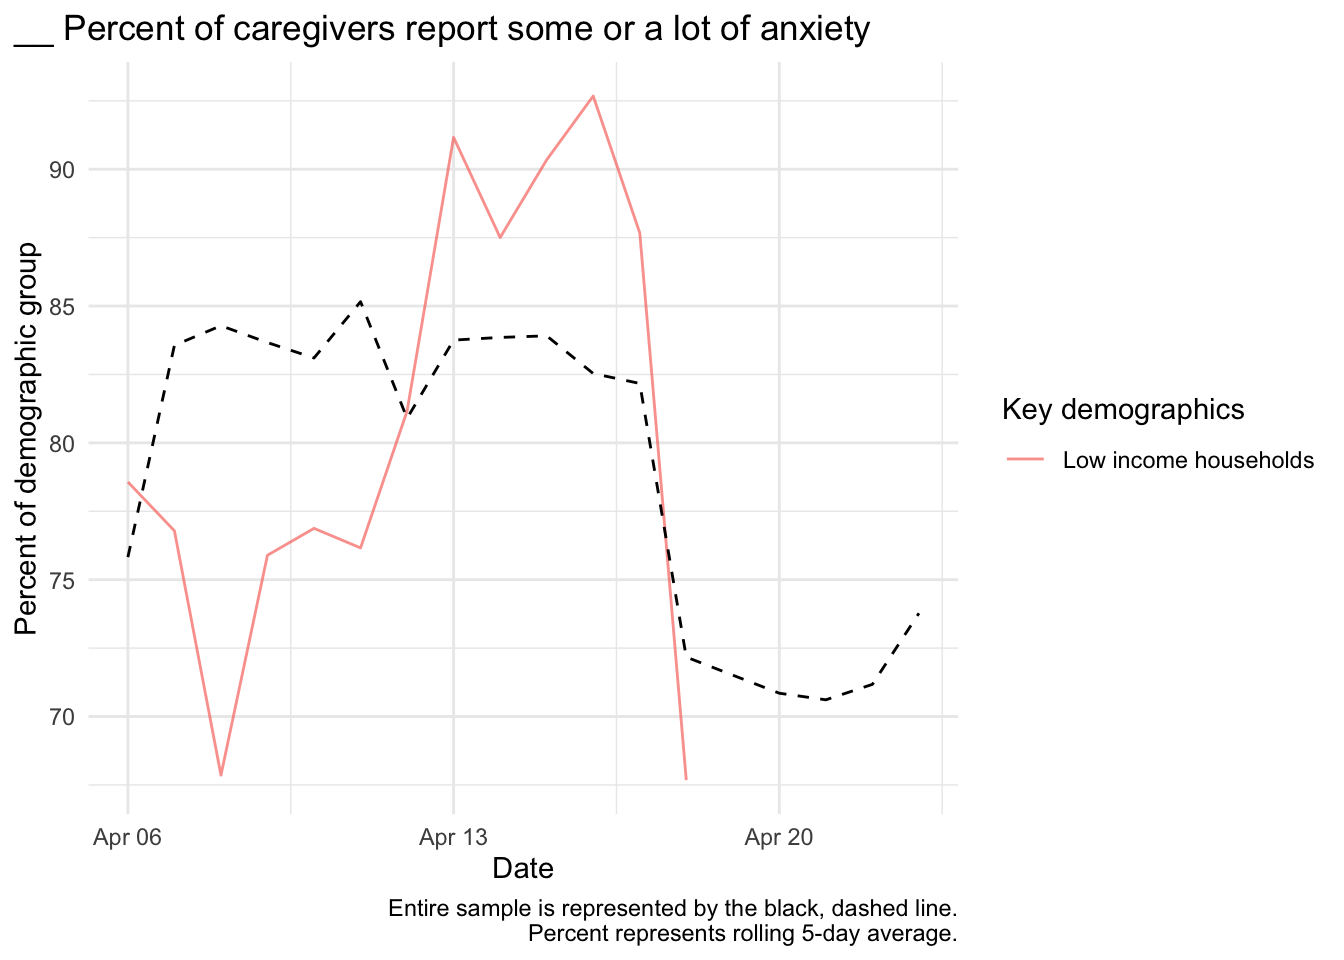 __ Percent of caregivers report some or a lot of anxiety
Percent of demographic group
90
85
80
75
70
Apr 06
Apr 13
Apr 20
Date
Key demographics
Low income households
Entire sample is represented by the black, dashed line.
Percent represents rolling 5-day average.